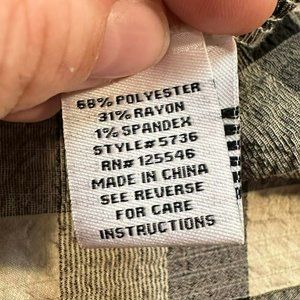 68% POLYESTER
31% RAYON
1% SPANDEX
STYLE# 5736
RN# 125546
MADE IN CHINA
SEE REVERSE
FOR CARE
INSTRUCTIONS